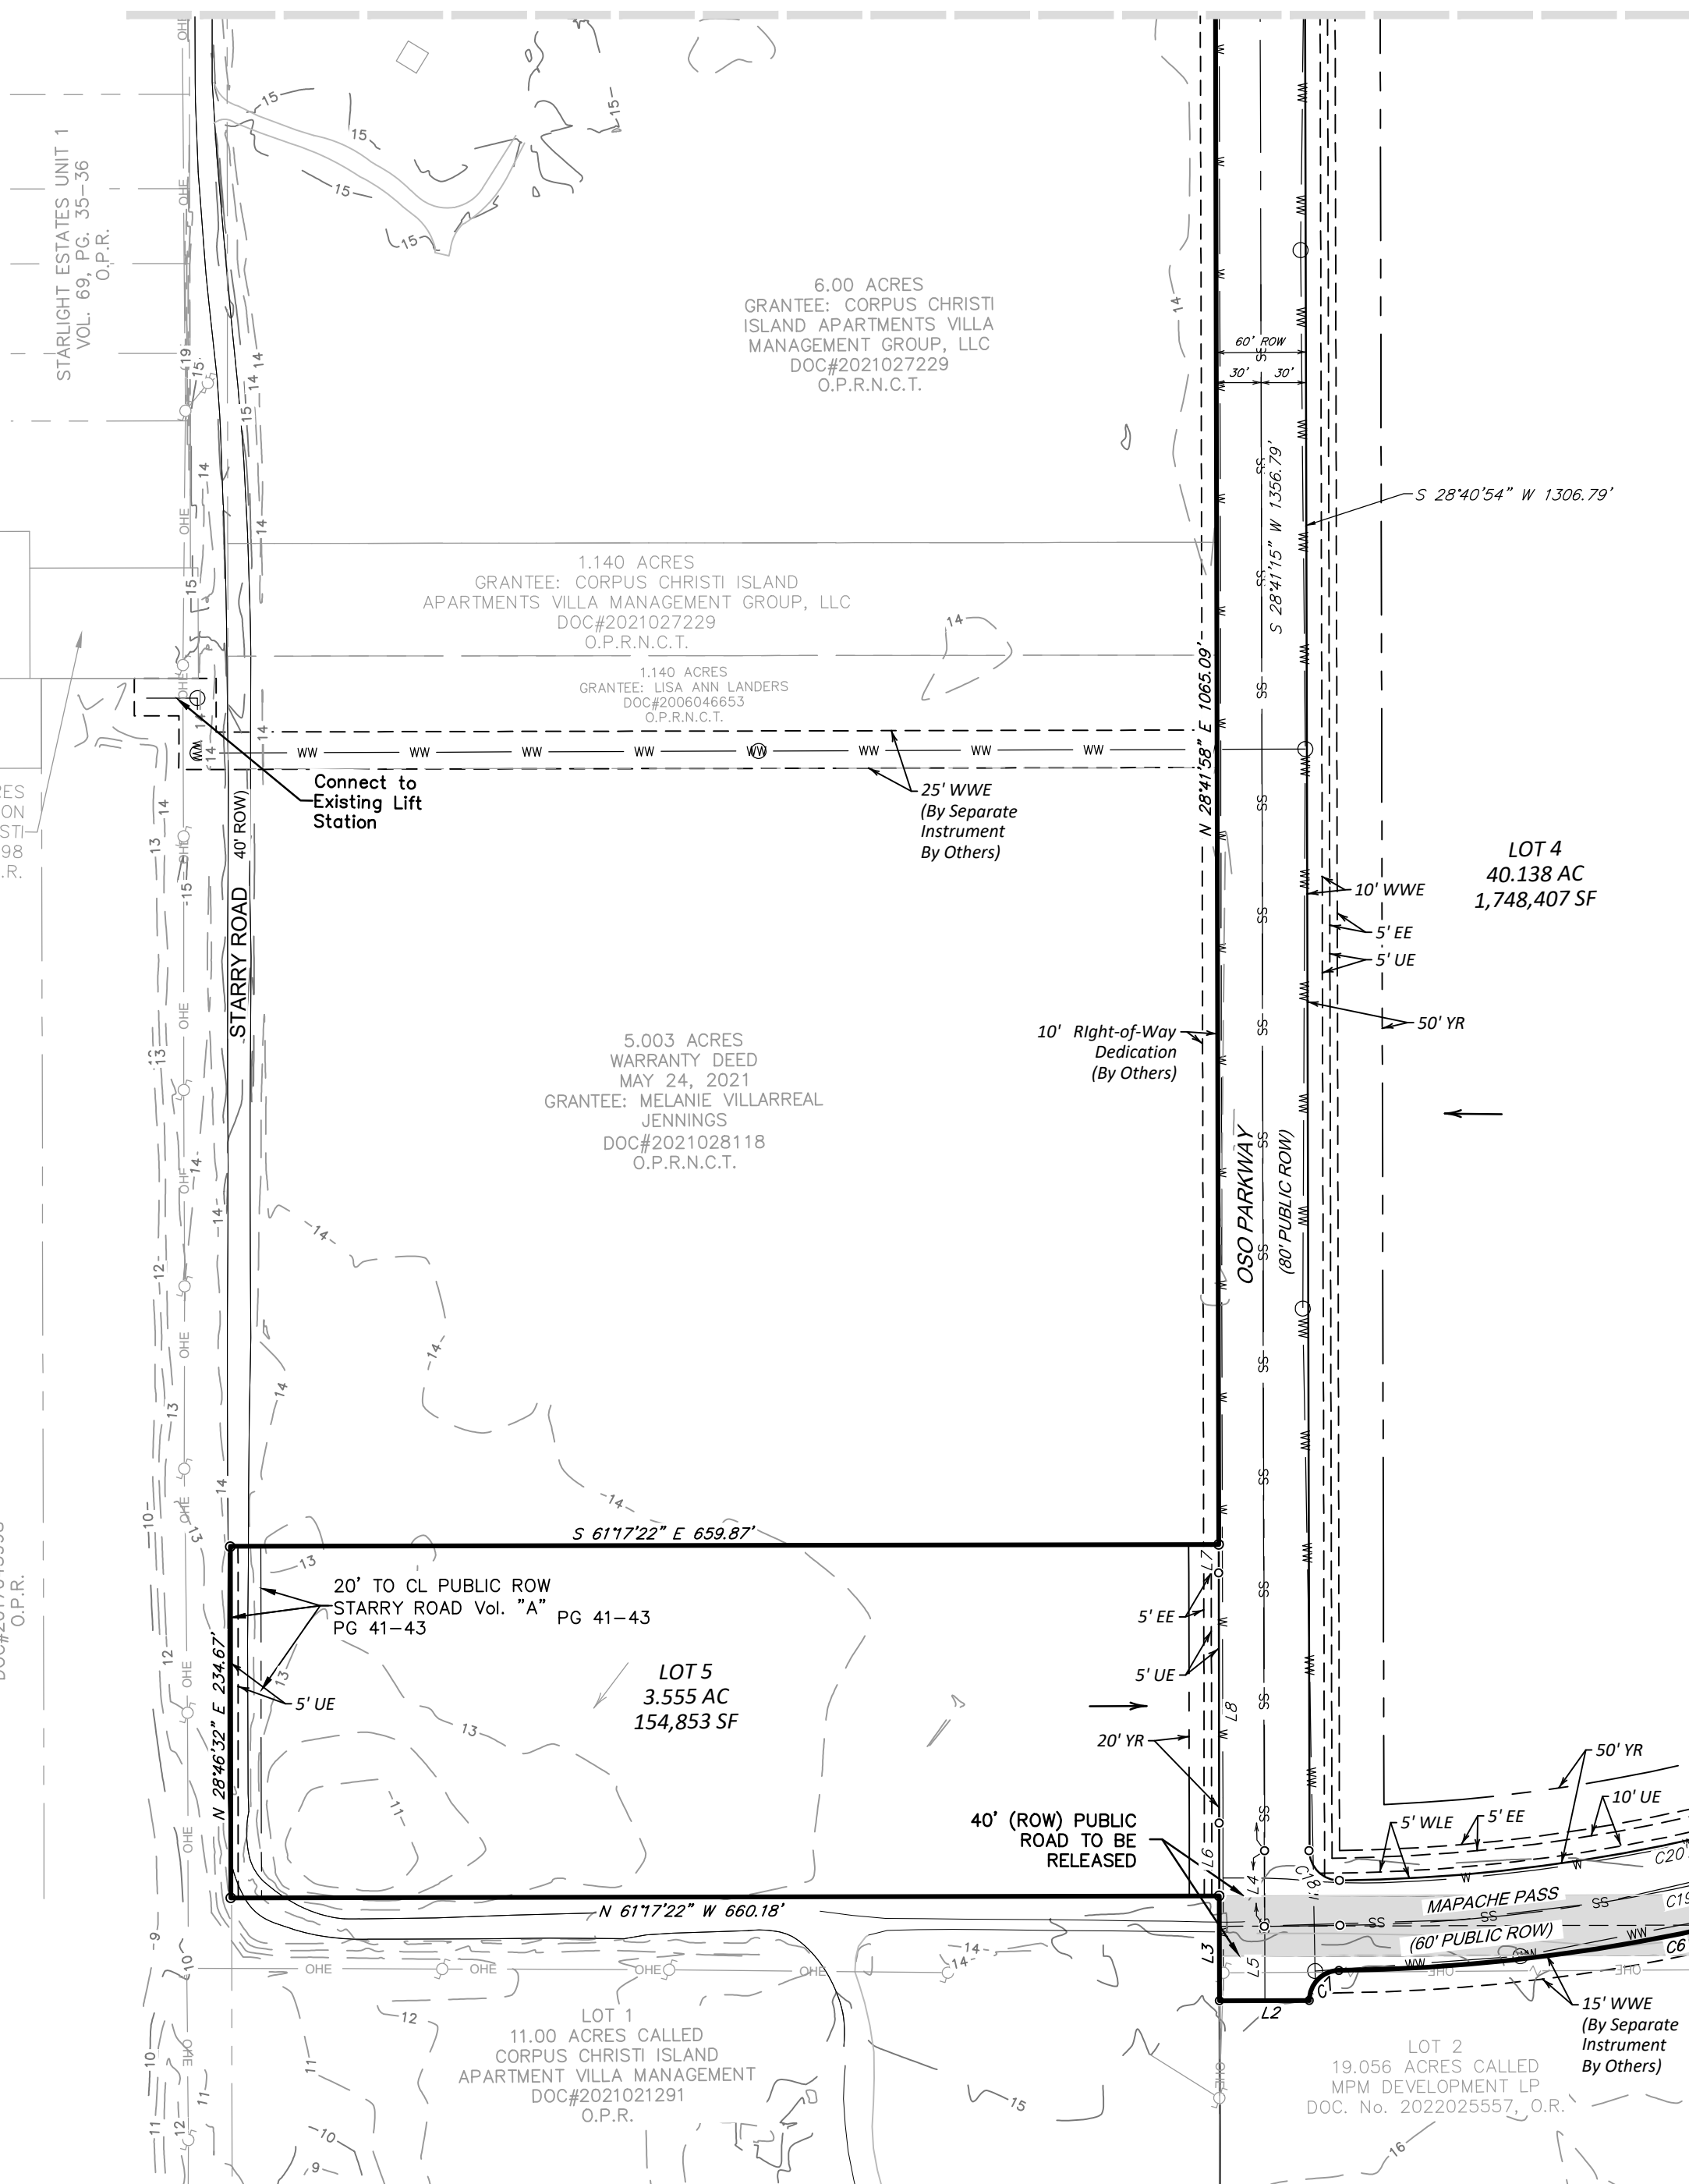 STARLIGHT ESTATES UNIT 1
VOL. 69, PG. 35-36
O.P.R.
6.00 ACRES
GRANTEE: CORPUS CHRISTI
ISLAND APARTMENTS VILLA
MANAGEMENT GROUP, LLC
DOC#2021027229
O.P.R.N.C.T.
60' ROW
30' 30'
S 28°41'15" W 1356.79'
S 28°40'54" W 1306.79'
1.140 ACRES
GRANTEE: CORPUS CHRISTI ISLAND
APARTMENTS VILLA MANAGEMENT GROUP, LLC
DOC#2021027229
O.P.R.N.C.T.
1.140 ACRES
GRANTEE: LISA ANN LANDERS
DOC#2006046653
O.P.R.N.C.T.
N 28°41'58" E 1065.09'
Connect to
Existing Lift
Station
25' WWE
(By Separate
Instrument
By Others)
STARRY ROAD 40' ROW)
LOT 4
40.138 AC
1,748,407 SF
10' WWE
5' EE
5' UE
50' YR
10' RIght-of-Way
Dedication
(By Others)
5.003 ACRES
WARRANTY DEED
MAY 24, 2021
GRANTEE: MELANIE VILLARREAL
JENNINGS
DOC#2021028118
O.P.R.N.C.T.
OSO PARKWAY
(80' PUBLIC ROW)
S 61°17'22" E 659.87'
20' TO CL PUBLIC ROW
STARRY ROAD Vol. "A" PG 41-43
PG 41-43
N 28°46'32" E 234.67'
5' UE
LOT 5
3.555 AC
154,853 SF
L7
5' EE
5' UE
L8
20' YR
40' (ROW) PUBLIC
ROAD TO BE
RELEASED
L6
L4
C18
50' YR
10' UE
5' EE
5' WLE
C20
MAPACHE PASS
C19
(60' PUBLIC ROW)
C6
N 61°17'22" W 660.18'
L3
L5
C1
L2
15' WWE
(By Separate
Instrument
By Others)
LOT 1
11.00 ACRES CALLED
CORPUS CHRISTI ISLAND
APARTMENT VILLA MANAGEMENT
DOC#2021021291
O.P.R.
LOT 2
19.056 ACRES CALLED
MPM DEVELOPMENT LP
DOC. No. 2022025557, O.R.
O.P.R.